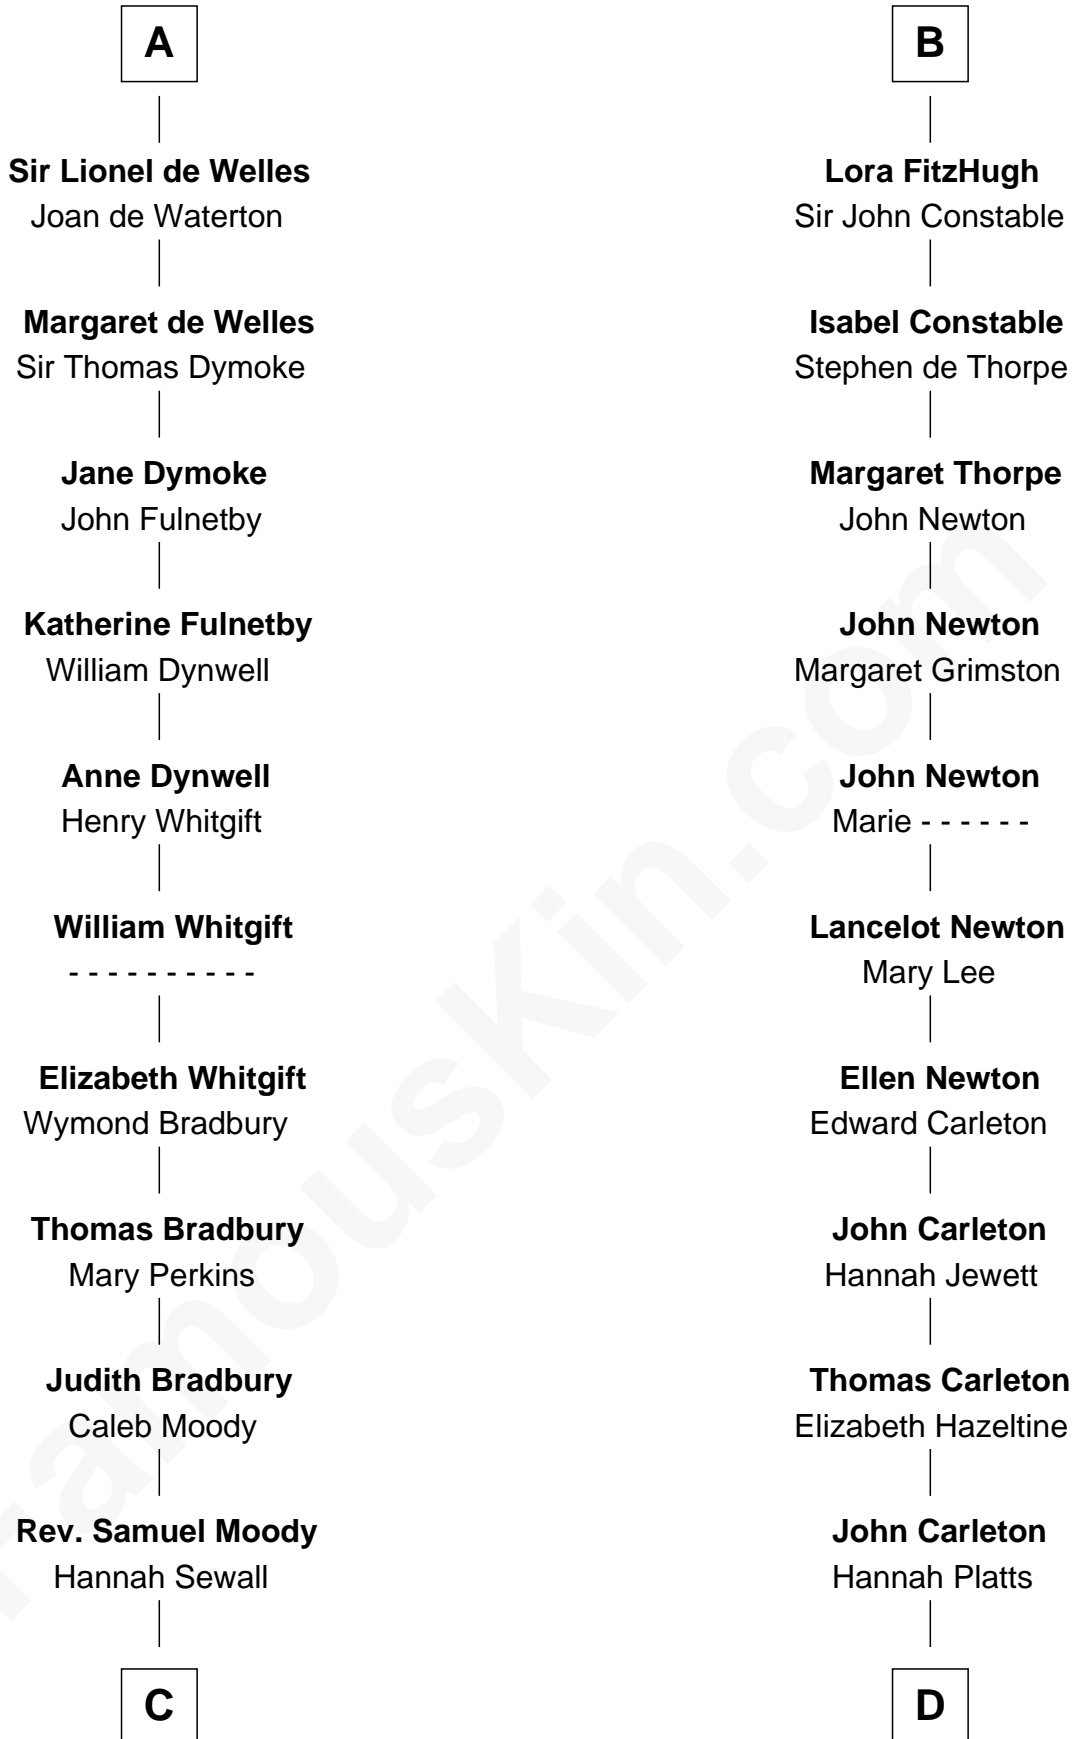 A
Sir Lionel de Welles
Joan de Waterton
Margaret de Welles
Sir Thomas Dymoke
Jane Dymoke
John Fulnetby
Katherine Fulnetby
William Dynwell
Anne Dynwell
Henry Whitgift
William Whitgift
- - - - - - - - - -
Elizabeth Whitgift
Wymond Bradbury
Thomas Bradbury
Mary Perkins
Judith Bradbury
Caleb Moody
Rev. Samuel Moody
Hannah Sewall
C
B
Lora FitzHugh
Sir John Constable
Isabel Constable
Stephen de Thorpe
Margaret Thorpe
John Newton
John Newton
Margaret Grimston
John Newton
Marie - - - - - -
Lancelot Newton
Mary Lee
Ellen Newton
Edward Carleton
John Carleton
Hannah Jewett
Thomas Carleton
Elizabeth Hazeltine
John Carleton
Hannah Platts
D
FamousKin.com